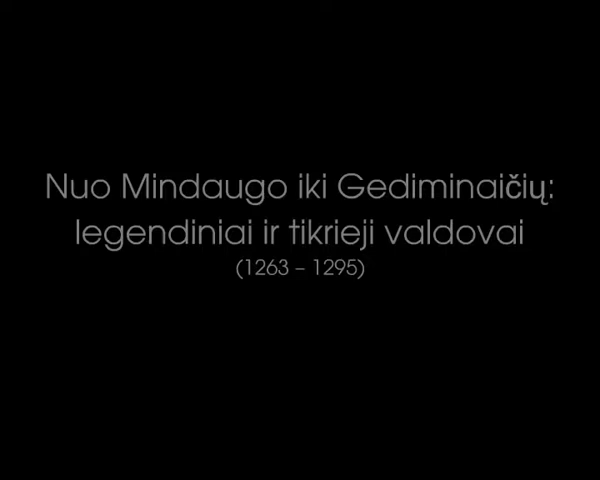 Nuo Mindaugo iki Gediminaičių:
legendiniai ir tikrieji valdovai
(1263 – 1295)